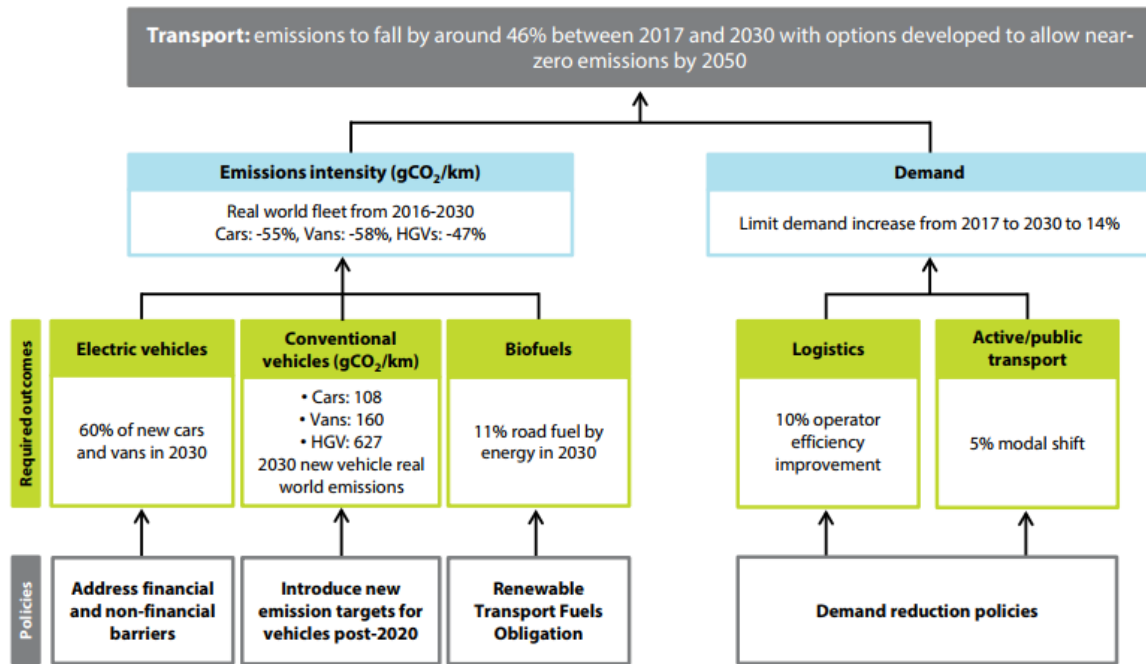 Transport: emissions to fall by around 46% between 2017 and 2030 with options developed to allow near-
zero emissions by 2050
Emissions intensity (gCO₂/km)
Real world fleet from 2016-2030
Cars: -55%, Vans: -58%, HGVs: -47%
Demand
Limit demand increase from 2017 to 2030 to 14%
Required outcomes
Electric vehicles
60% of new cars
and vans in 2030
Conventional
vehicles (gCO₂/km)
• Cars: 108
• Vans: 160
• HGV: 627
2030 new vehicle real
world emissions
Biofuels
11% road fuel by
energy in 2030
Logistics
10% operator
efficiency
improvement
Active/public
transport
5% modal shift
Policies
Address financial
and non-financial
barriers
Introduce new
emission targets for
vehicles post-2020
Renewable
Transport Fuels
Obligation
Demand reduction policies